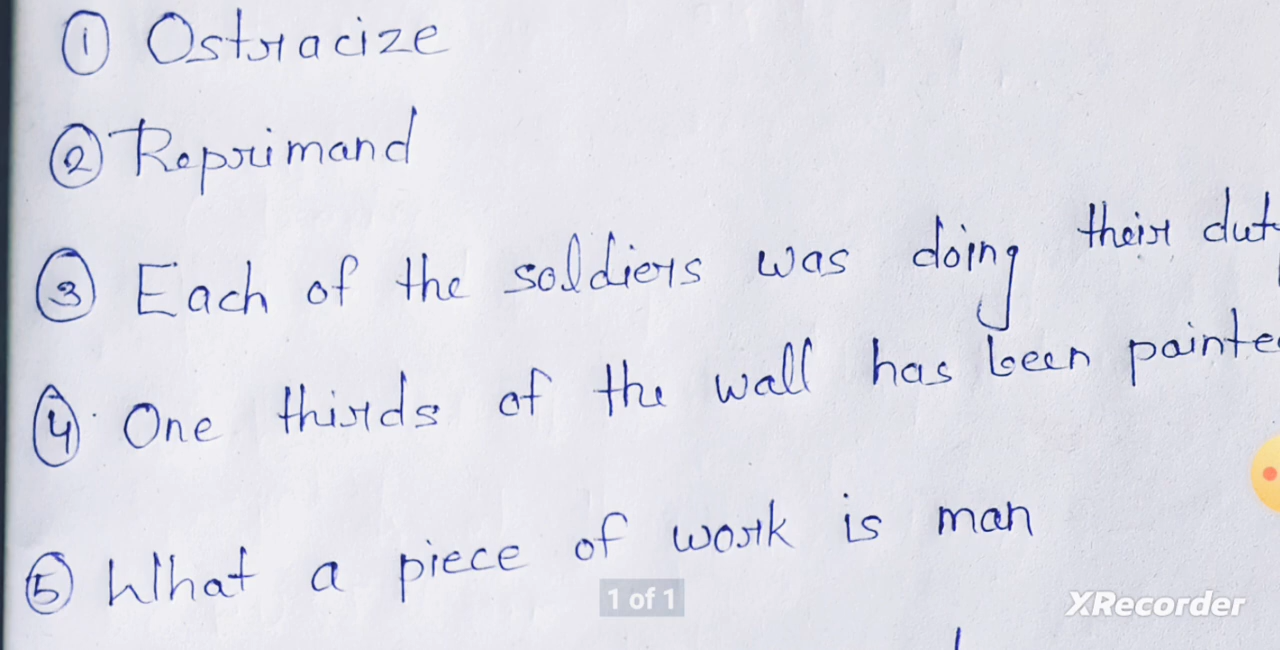 ① Ostracize
② Reprimand
③ Each of the soldiers was doing their dut
④ One thirds of the wall has been painte
⑤ What a piece of work is man
1 of 1
XRecorder